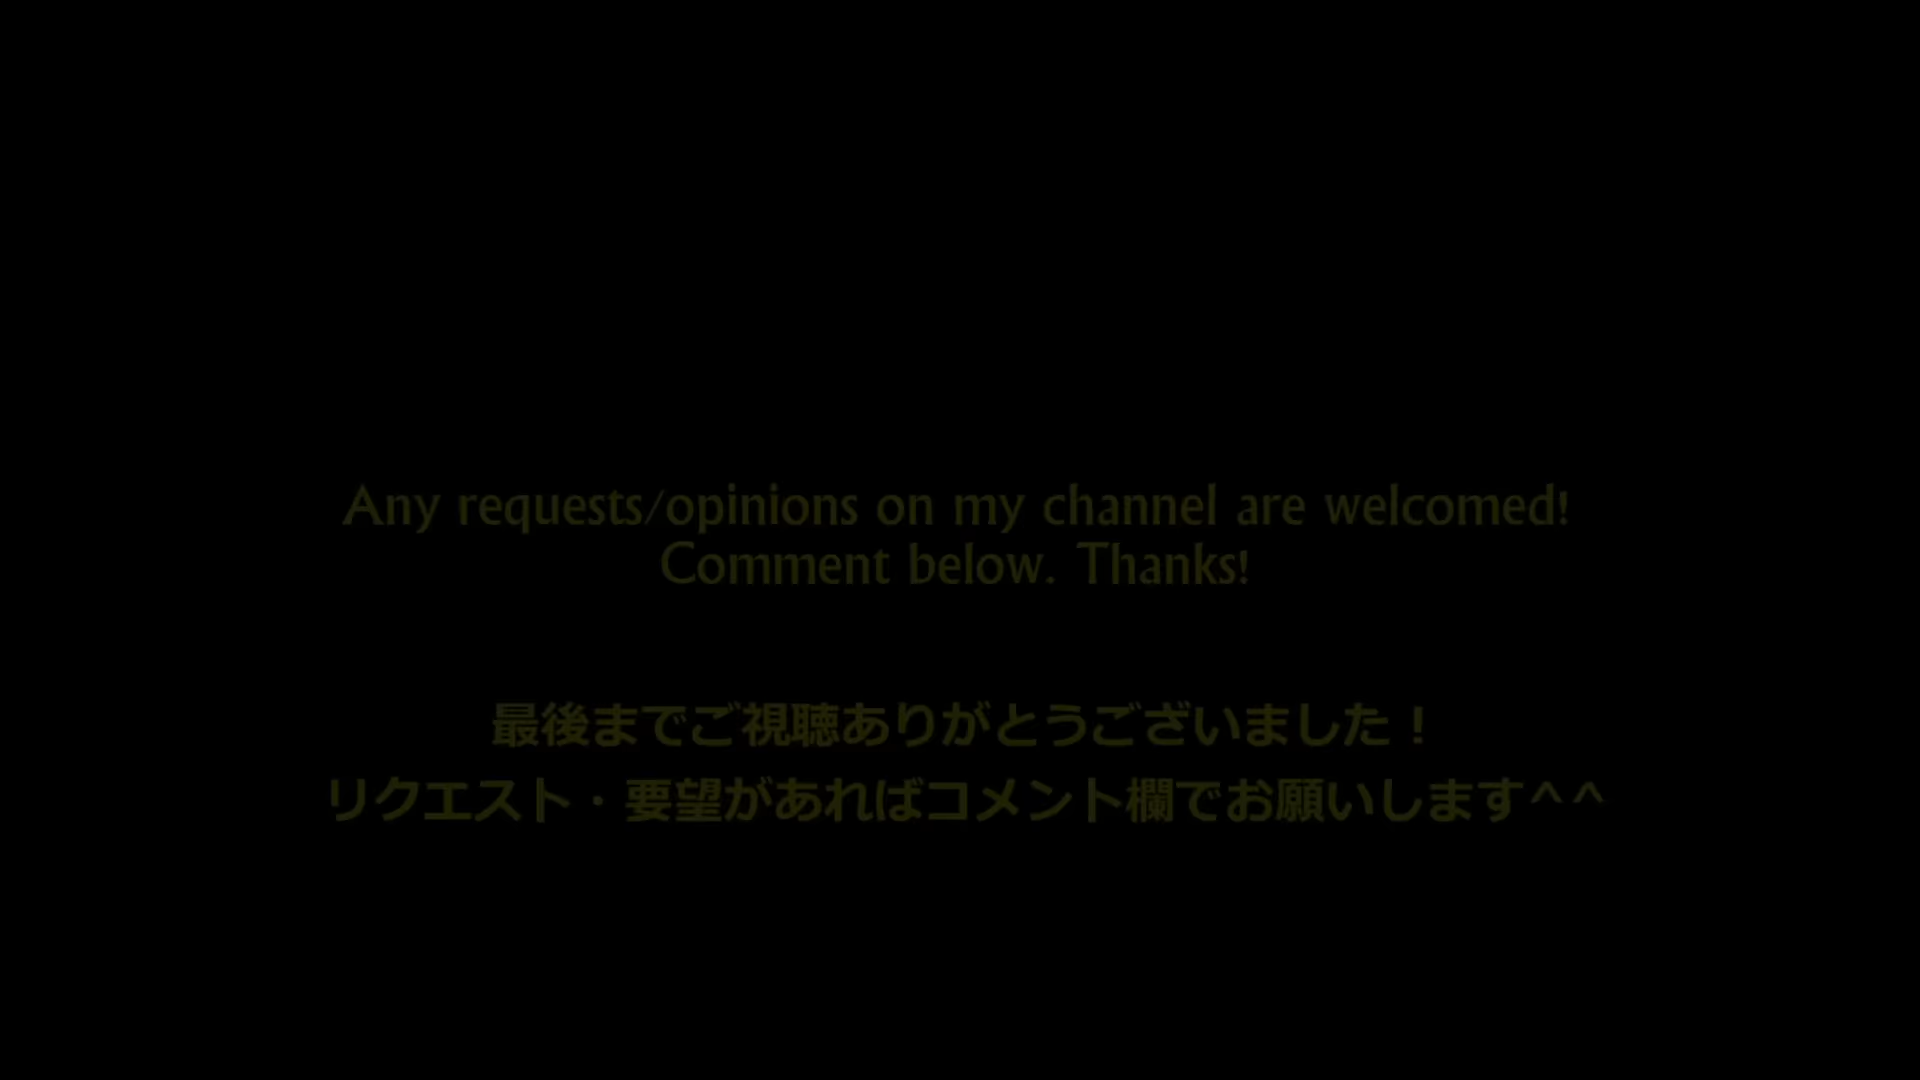 Any requests/opinions on my channel are welcomed!
Comment below. Thanks!
最後までご視聴ありがとうございました！
リクエスト・要望があればコメント欄でお願いします^^